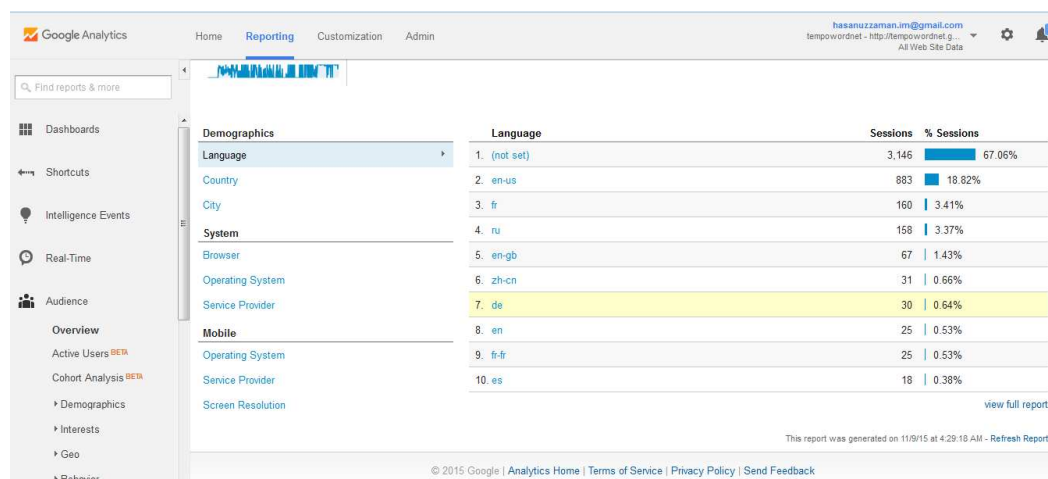 Google Analytics
Home Reporting Customization Admin
hasanuzzaman.im@gmail.com
tempowordnet - http://tempowordnet.g...
All Web Site Data
Find reports & more
Dashboards
Shortcuts
Intelligence Events
Real-Time
Audience
Overview
Active Users BETA
Cohort Analysis BETA
Demographics
Interests
Geo
Behavior
Demographics
Language
Country
City
System
Browser
Operating System
Service Provider
Mobile
Operating System
Service Provider
Screen Resolution
Language Sessions % Sessions
1. (not set) 3,146 67.06%
2. en-us 883 18.82%
3. fr 160 3.41%
4. ru 158 3.37%
5. en-gb 67 1.43%
6. zh-cn 31 0.66%
7. de 30 0.64%
8. en 25 0.53%
9. fr-fr 25 0.53%
10. es 18 0.38%
view full report
This report was generated on 11/9/15 at 4:29:18 AM - Refresh Report
© 2015 Google | Analytics Home | Terms of Service | Privacy Policy | Send Feedback